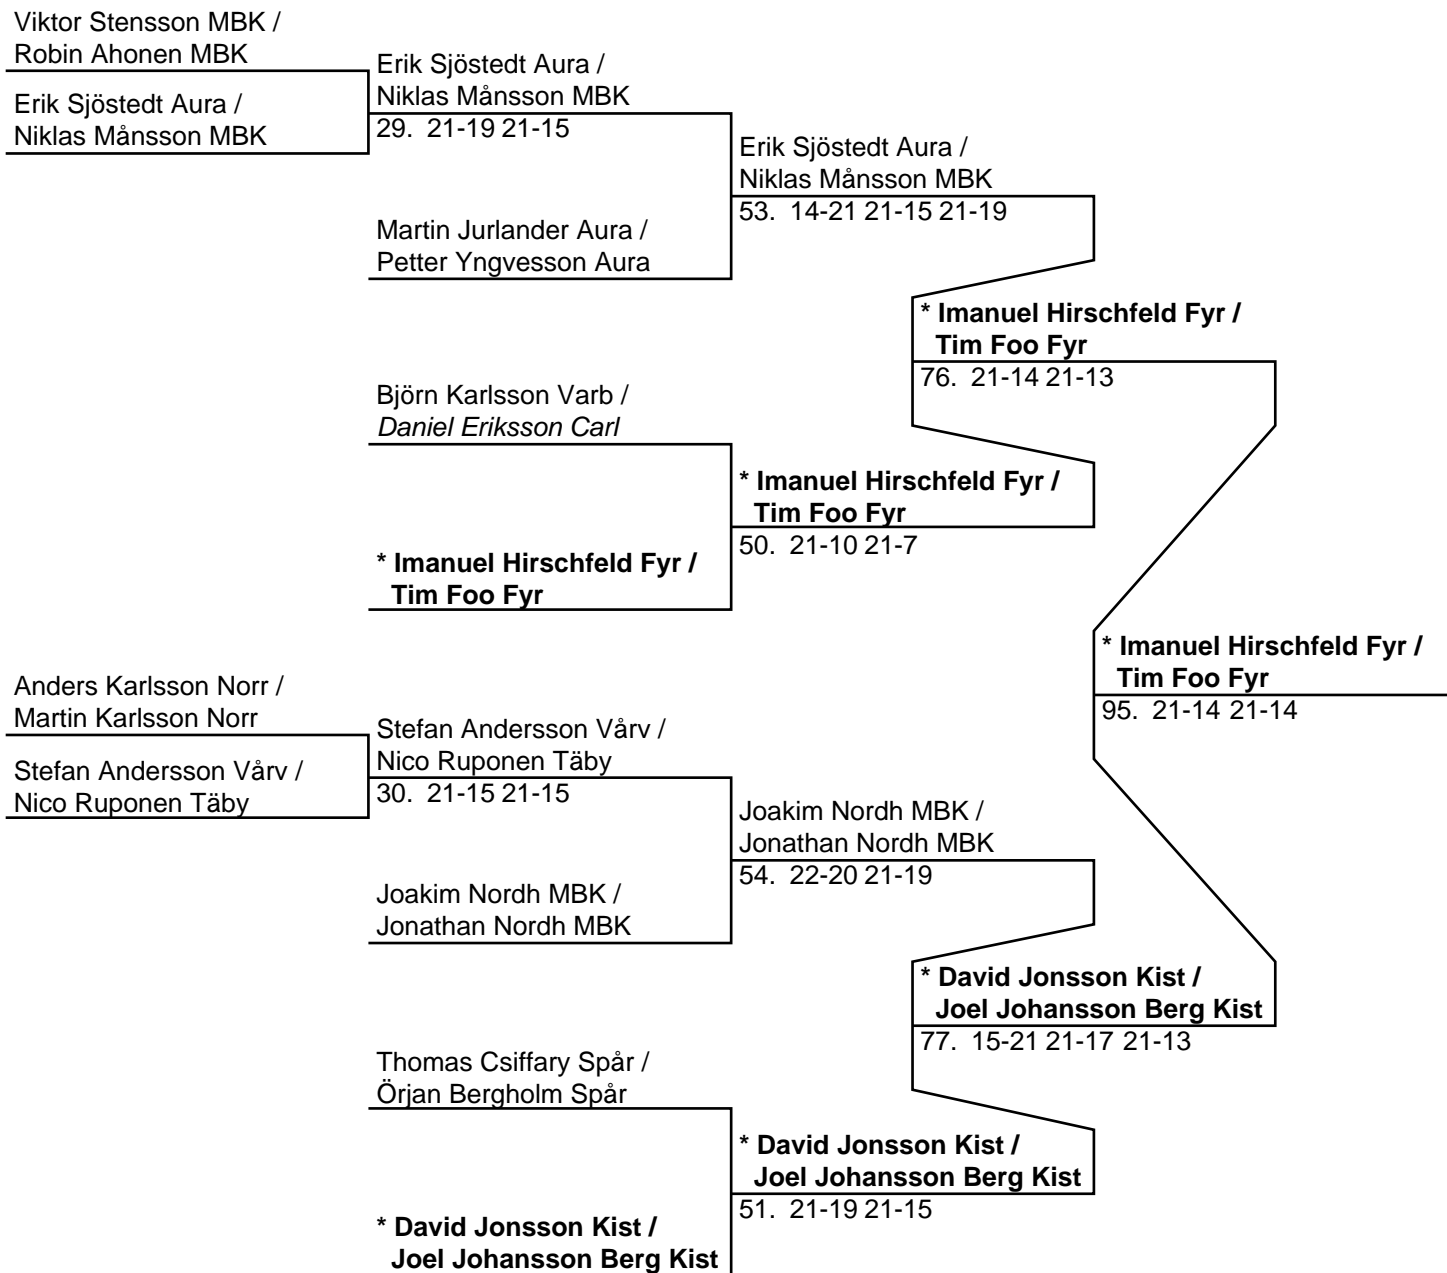 Viktor Stensson MBK /
Robin Ahonen MBK
Erik Sjöstedt Aura /
Niklas Månsson MBK
Erik Sjöstedt Aura /
Niklas Månsson MBK
29. 21-19 21-15
Martin Jurlander Aura /
Petter Yngvesson Aura
Erik Sjöstedt Aura /
Niklas Månsson MBK
53. 14-21 21-15 21-19
Björn Karlsson Varb /
Daniel Eriksson Carl
* Imanuel Hirschfeld Fyr /
Tim Foo Fyr
* Imanuel Hirschfeld Fyr /
Tim Foo Fyr
50. 21-10 21-7
* Imanuel Hirschfeld Fyr /
Tim Foo Fyr
76. 21-14 21-13
Anders Karlsson Norr /
Martin Karlsson Norr
Stefan Andersson Vårv /
Nico Ruponen Täby
Stefan Andersson Vårv /
Nico Ruponen Täby
30. 21-15 21-15
Joakim Nordh MBK /
Jonathan Nordh MBK
Joakim Nordh MBK /
Jonathan Nordh MBK
54. 22-20 21-19
Thomas Csiffary Spår /
Örjan Bergholm Spår
* David Jonsson Kist /
Joel Johansson Berg Kist
* David Jonsson Kist /
Joel Johansson Berg Kist
51. 21-19 21-15
* David Jonsson Kist /
Joel Johansson Berg Kist
77. 15-21 21-17 21-13
* Imanuel Hirschfeld Fyr /
Tim Foo Fyr
95. 21-14 21-14